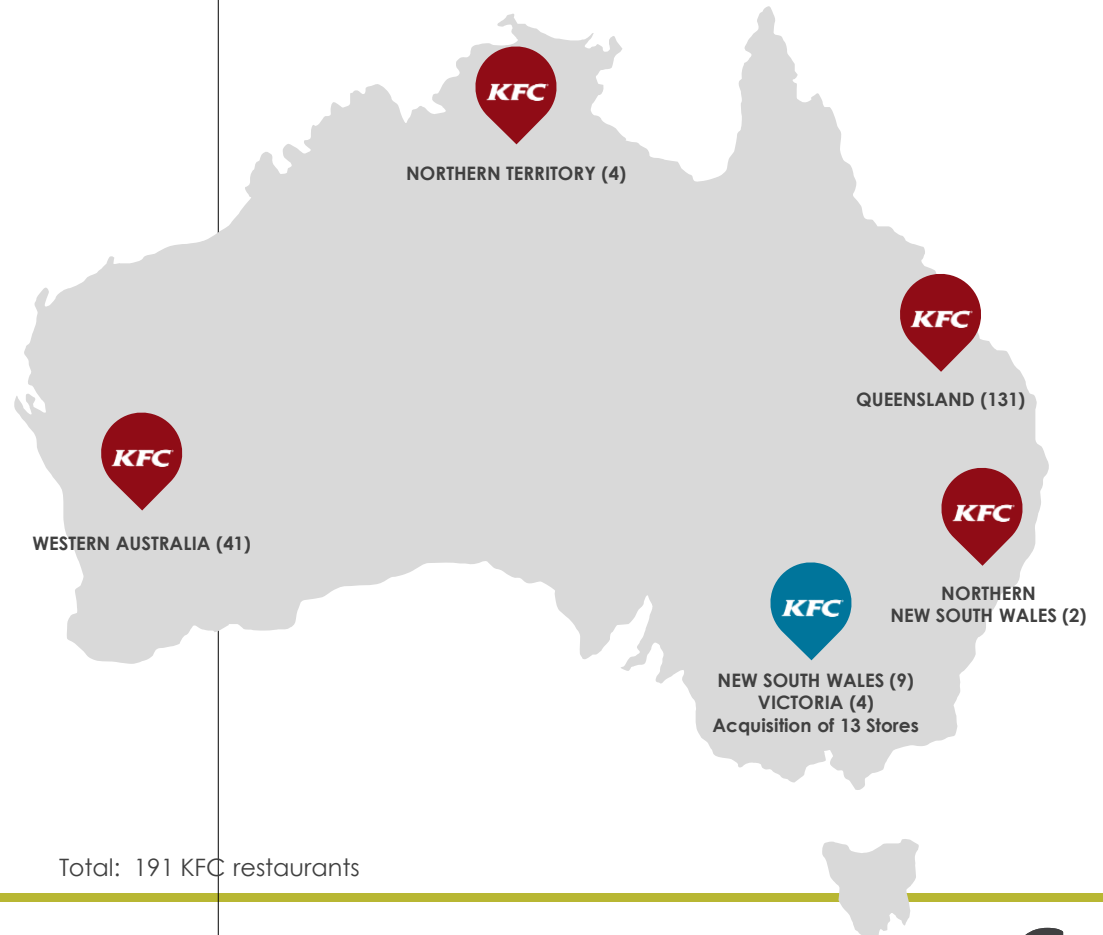 KFC
NORTHERN TERRITORY (4)
KFC
QUEENSLAND (131)
KFC
WESTERN AUSTRALIA (41)
KFC
NORTHERN
NEW SOUTH WALES (2)
KFC
NEW SOUTH WALES (9)
VICTORIA (4)
Acquisition of 13 Stores
Total: 191 KFC restaurants